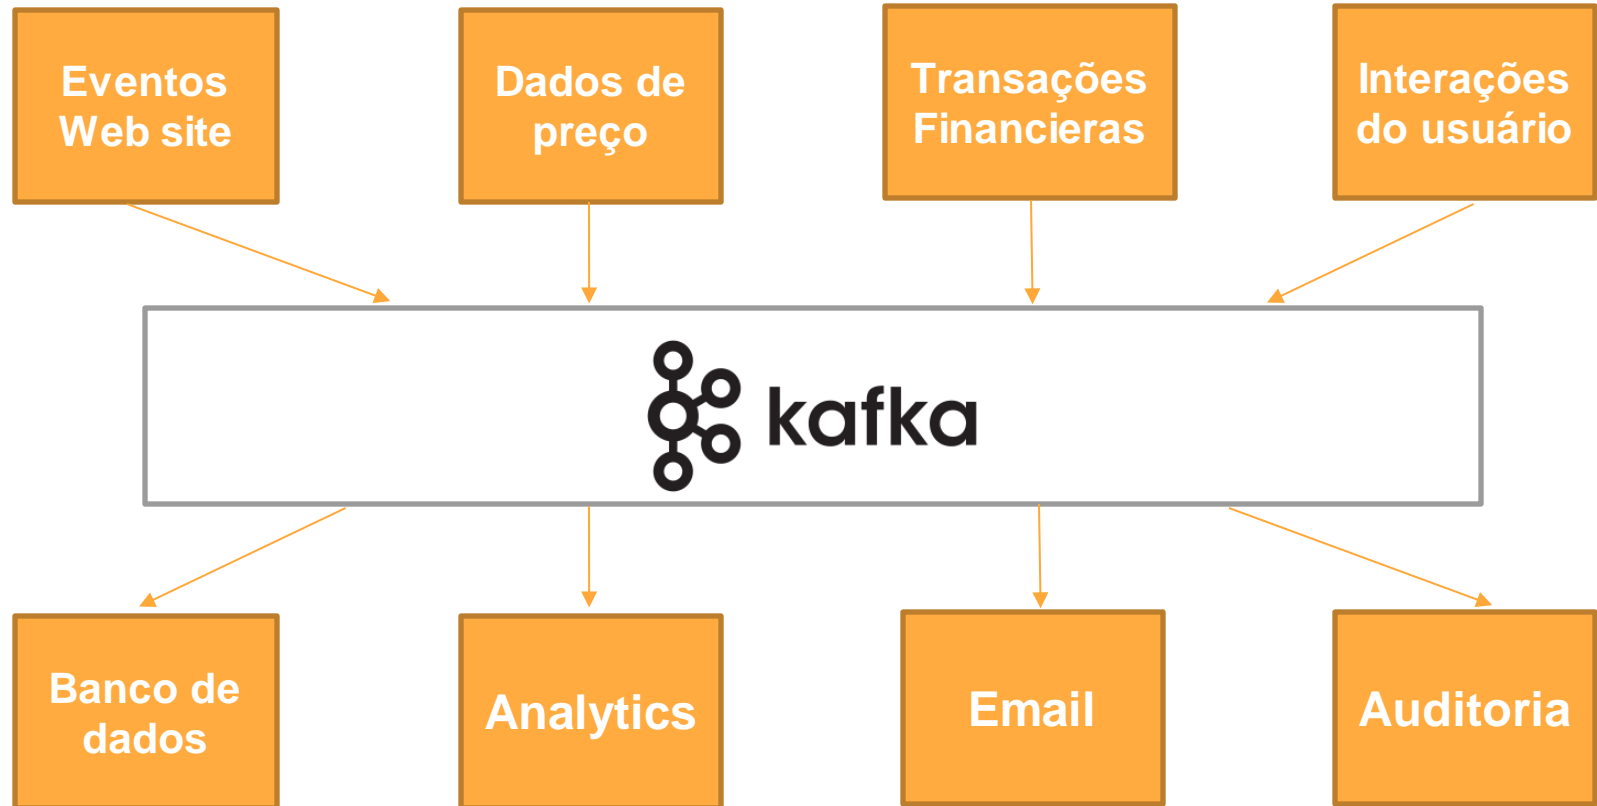 Eventos
Web site
Dados de
preço
Transações
Financieras
Interações
do usuário
kafka
Banco de
dados
Analytics
Email
Auditoria